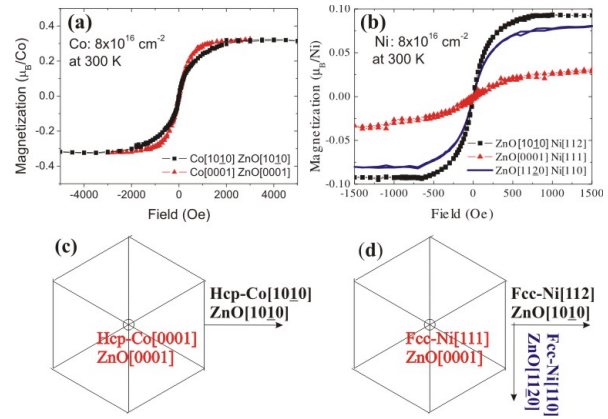 (a)
Co: 8x10¹⁶ cm⁻²
at 300 K
Magnetization (μB/Co)
0.4
0.2
0.0
-0.2
-0.4
Co[1010] ZnO[1010]
Co[0001] ZnO[0001]
-4000 -2000 0 2000 4000
Field (Oe)
(b)
Ni: 8x10¹⁶ cm⁻²
at 300 K
Magnetization (μB/Ni)
0.10
0.05
0.00
-0.05
-0.10
ZnO[1010] Ni[112]
ZnO[0001] Ni[111]
ZnO[1120] Ni[110]
-1500 -1000 -500 0 500 1000 1500
Field (Oe)
(c)
Hcp-Co[1010]
ZnO[1010]
Hcp-Co[0001]
ZnO[0001]
(d)
Fcc-Ni[112]
ZnO[1010]
Fcc-Ni[111]
ZnO[0001]
Fcc-Ni[110]
ZnO[1120]